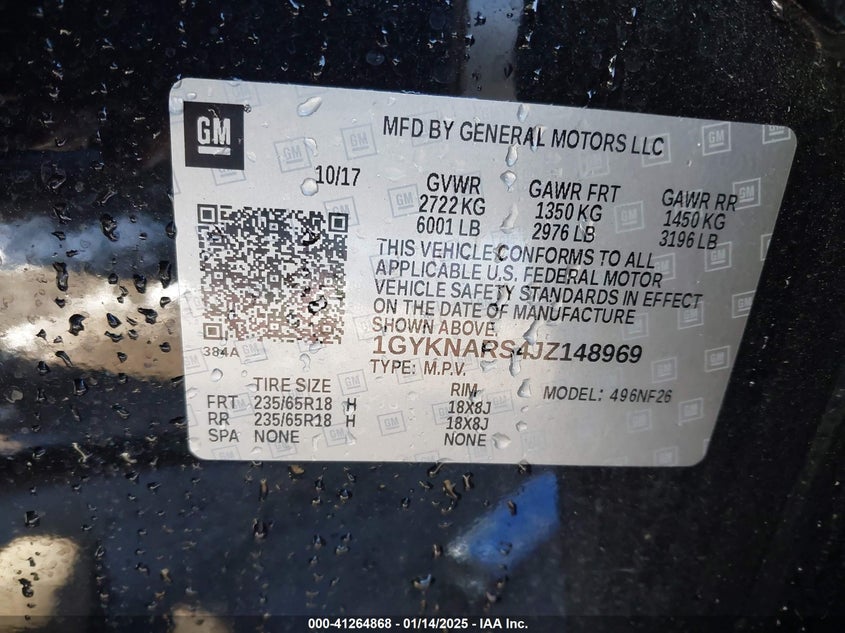 GM
MFD BY GENERAL MOTORS LLC
10/17
GVWR GAWR FRT GAWR RR
2722 KG 1350 KG 1450 KG
6001 LB 2976 LB 3196 LB
THIS VEHICLE CONFORMS TO ALL
APPLICABLE U.S. FEDERAL MOTOR
VEHICLE SAFETY STANDARDS IN EFFECT
ON THE DATE OF MANUFACTURE
SHOWN ABOVE.
384A
1GYKNARS4JZ148969
TYPE: M.P.V.
TIRE SIZE RIM MODEL: 496NF26
FRT 235/65R18 H 18X8J
RR 235/65R18 H 18X8J
SPA NONE NONE
000-41264868 — 01/14/2025 — IAA Inc.